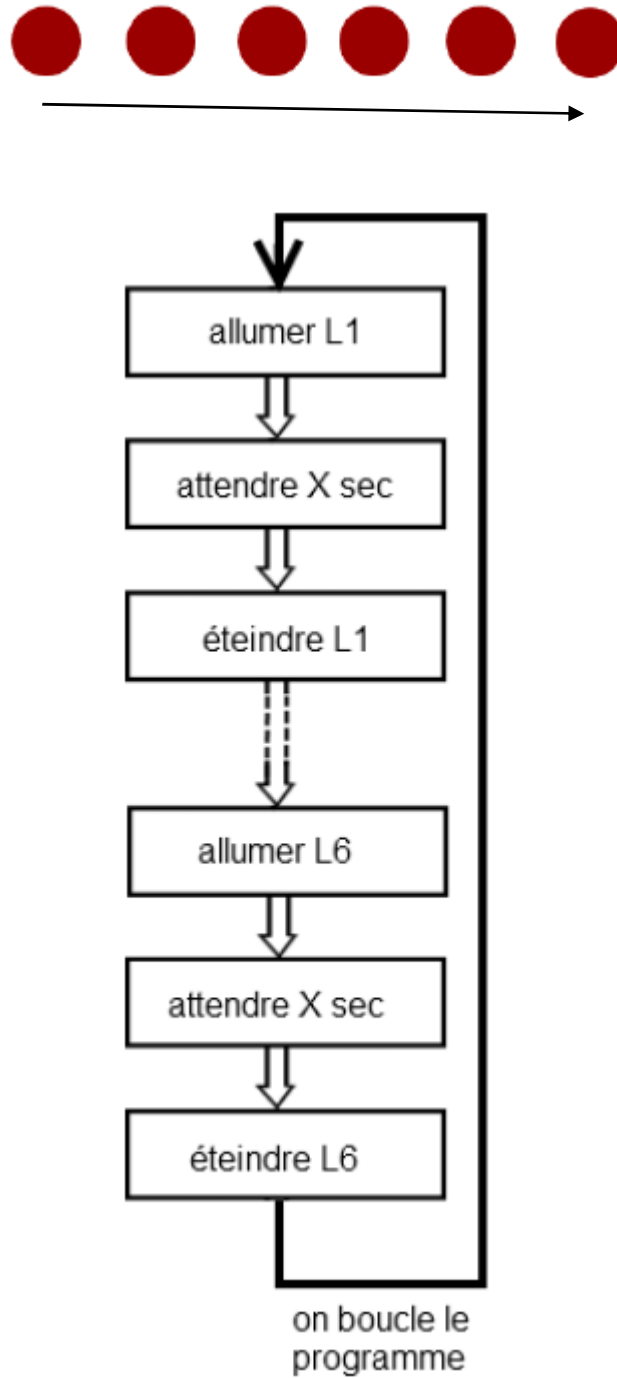 allumer L1
attendre X sec
éteindre L1
allumer L6
attendre X sec
éteindre L6
on boucle le
programme